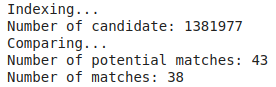 Indexing...
Number of candidate: 1381977
Comparing...
Number of potential matches: 43
Number of matches: 38